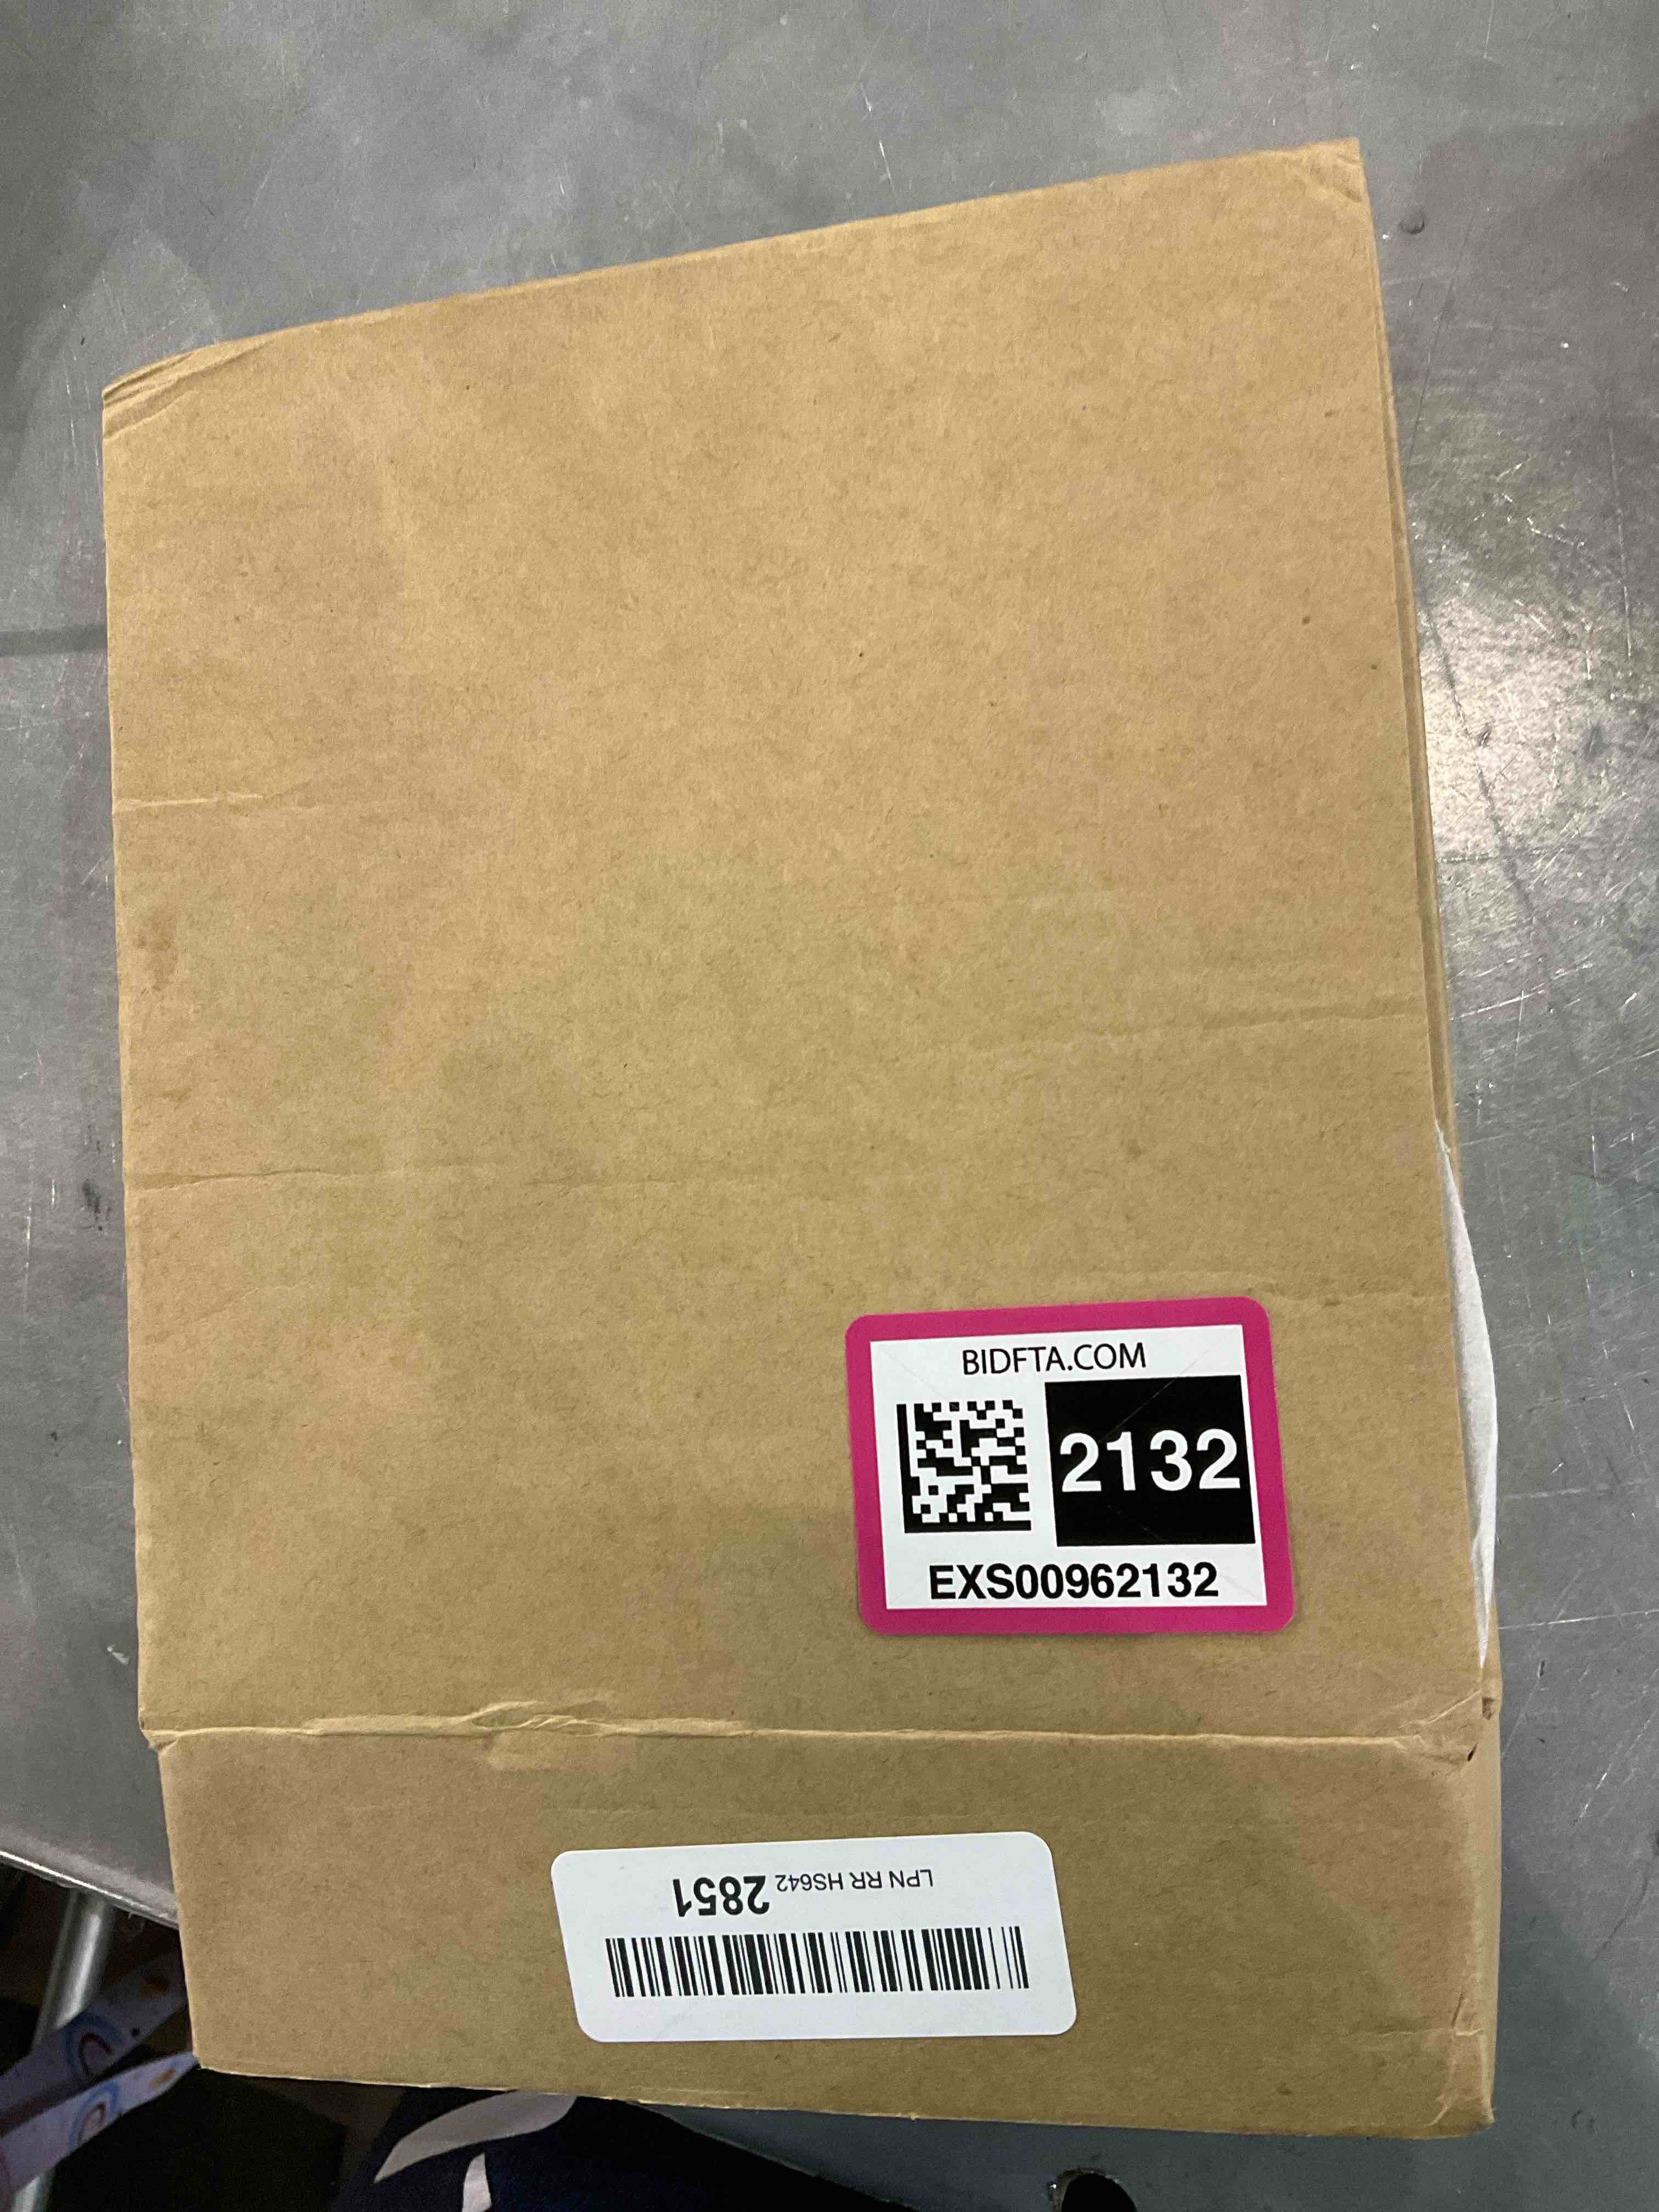 BIDFTA.COM
2132
EXS00962132
LPN RR HS642 2851